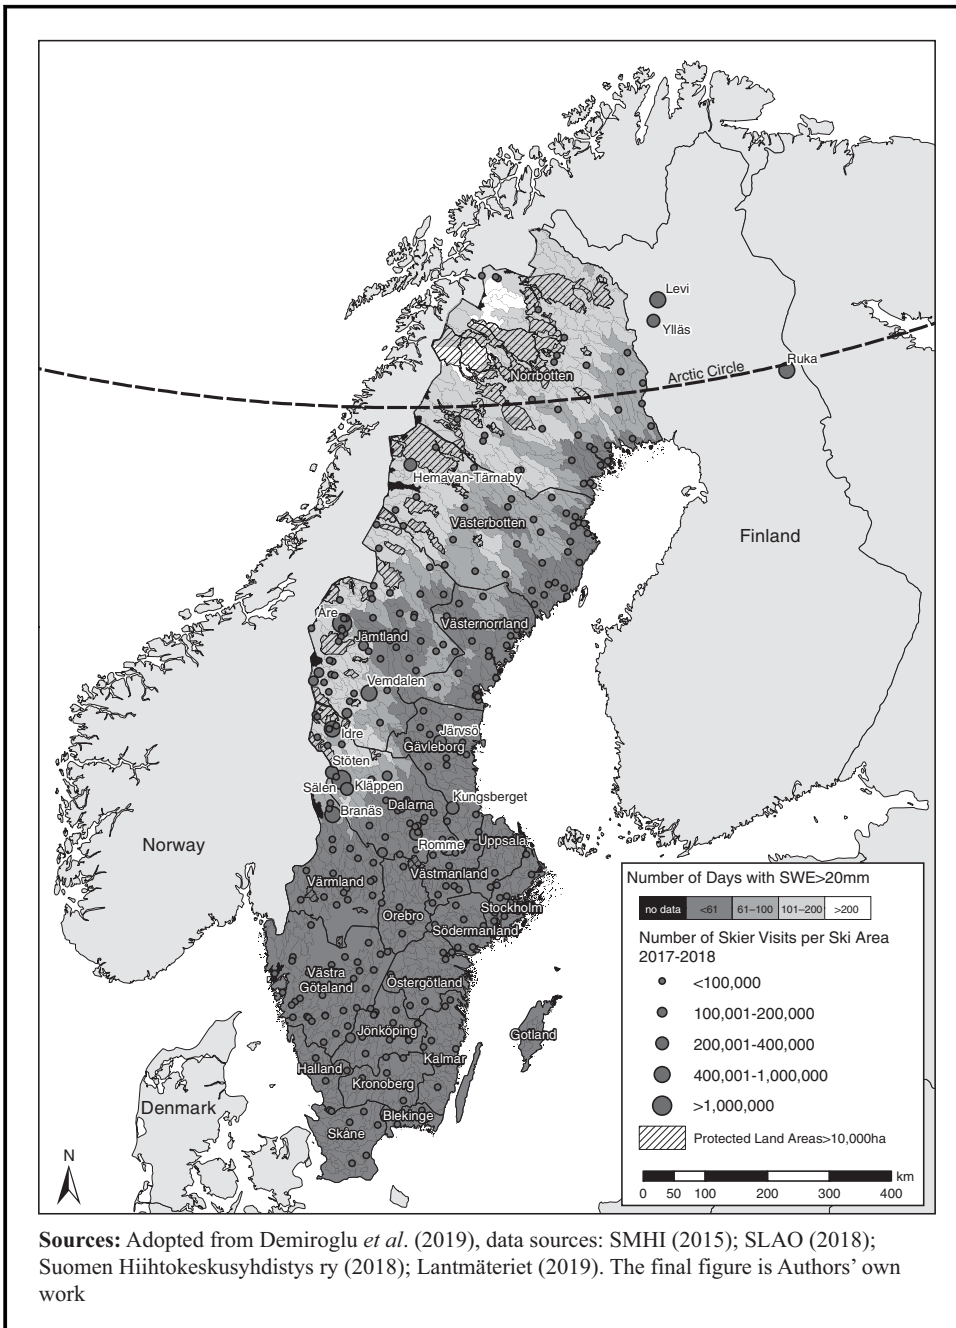 Levi
Ylläs
Ruka
Arctic Circle
Norrbotten
Hemavan-Tärnaby
Västerbotten
Finland
Åre
Jämtland
Västernorrland
Vemdalen
Idre
Järvsö
Gävleborg
Stöten
Sälen
Kläppen
Branäs
Dalarna
Kungsberget
Norway
Romme
Uppsala
Värmland
Västmanland
Örebro
Stockholm
Södermanland
Västra
Götaland
Östergötland
Jönköping
Gotland
Halland
Kalmar
Kronoberg
Denmark
Blekinge
Skåne
N
Number of Days with SWE>20mm
no data <61 61–100 101–200 >200
Number of Skier Visits per Ski Area
2017-2018
<100,000
100,001-200,000
200,001-400,000
400,001-1,000,000
>1,000,000
Protected Land Areas>10,000ha
km
0 50 100 200 300 400
Sources: Adopted from Demiroglu et al. (2019), data sources: SMHI (2015); SLAO (2018);
Suomen Hiihtokeskusyhdistys ry (2018); Lantmäteriet (2019). The final figure is Authors’ own
work